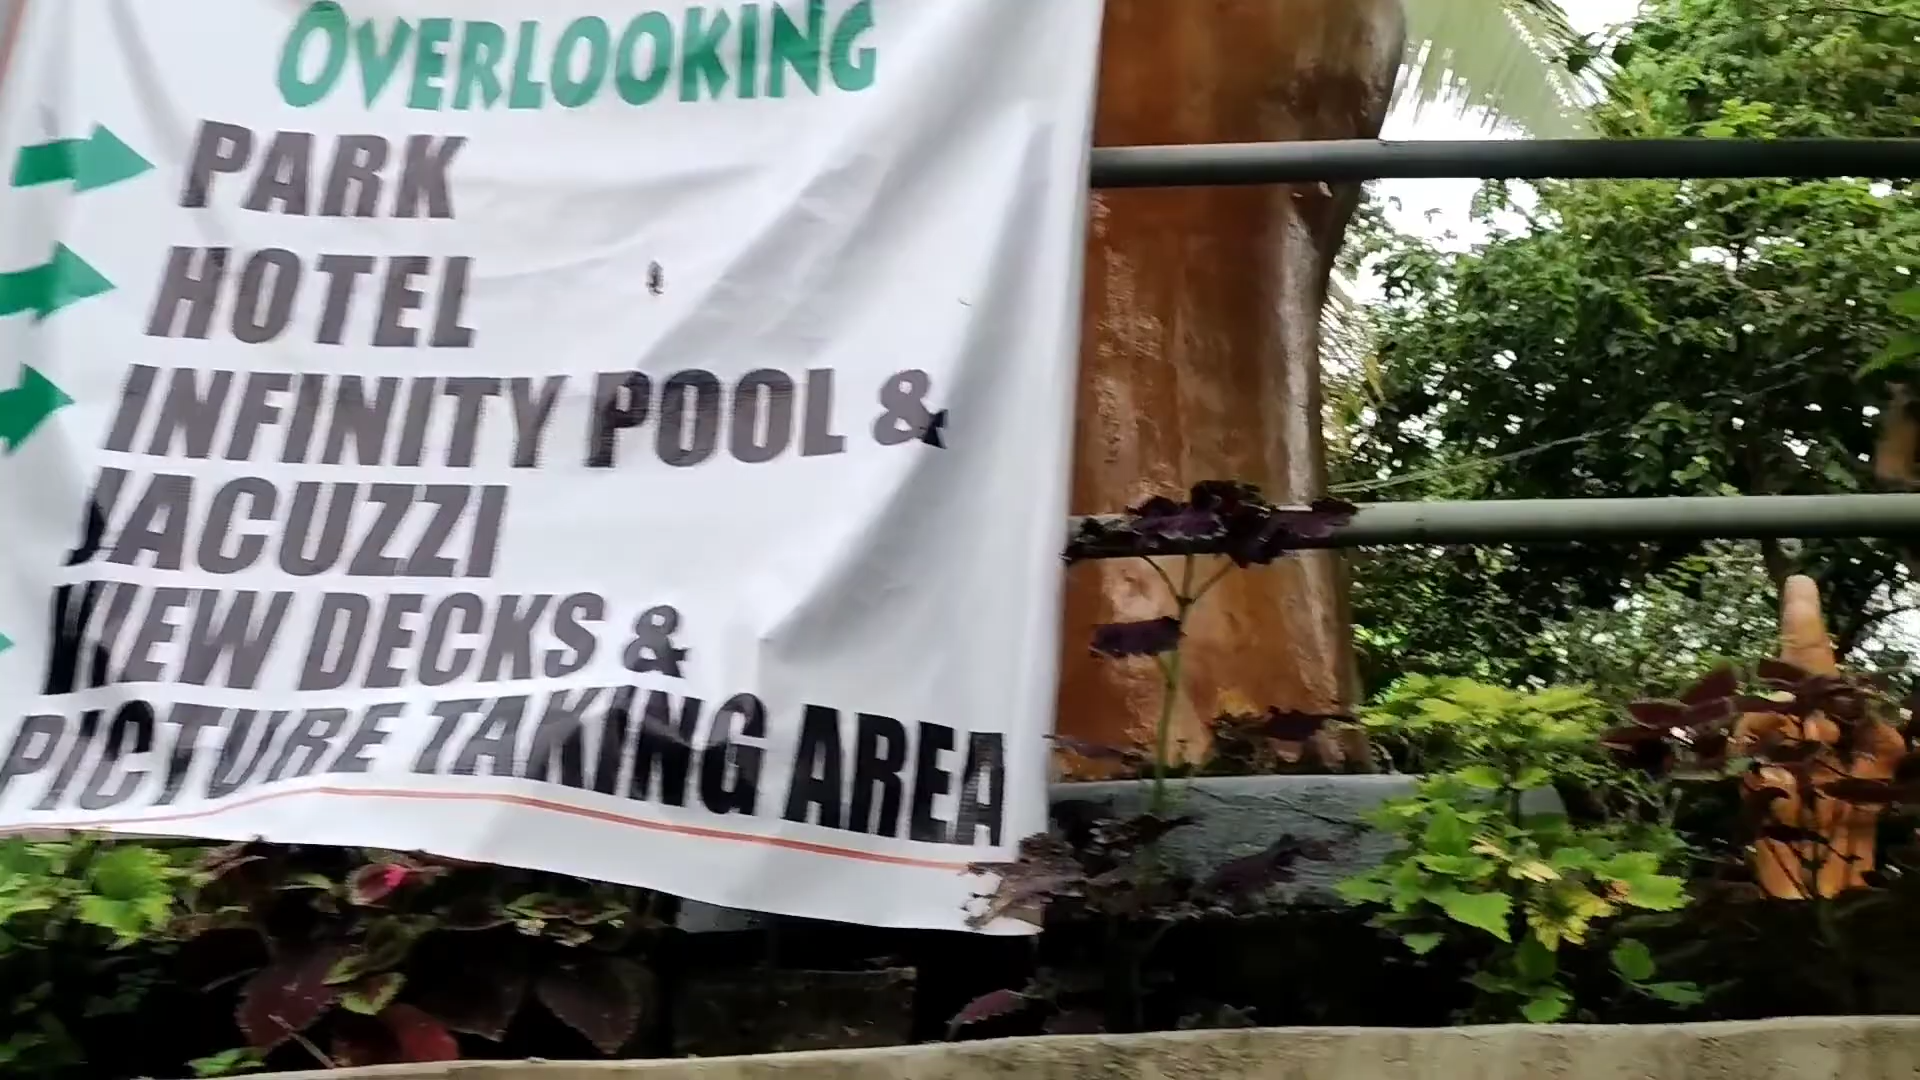 OVERLOOKING
PARK
HOTEL
INFINITY POOL &
JACUZZI
VIEW DECKS &
PICTURE TAKING AREA